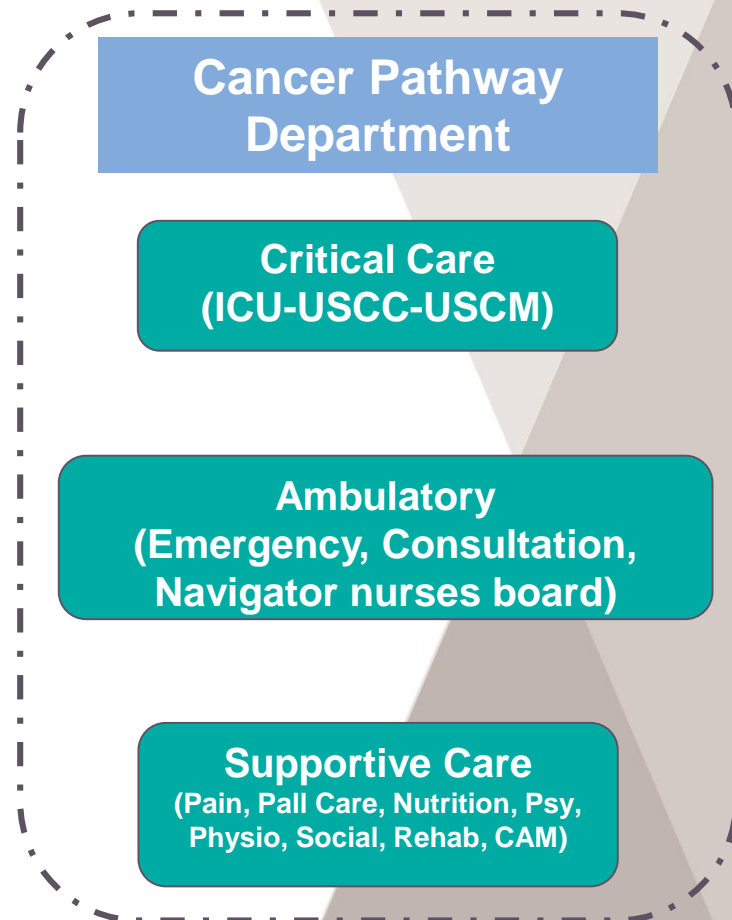 Cancer Pathway
Department
Critical Care
(ICU-USCC-USCM)
Ambulatory
(Emergency, Consultation,
Navigator nurses board)
Supportive Care
(Pain, Pall Care, Nutrition, Psy,
Physio, Social, Rehab, CAM)